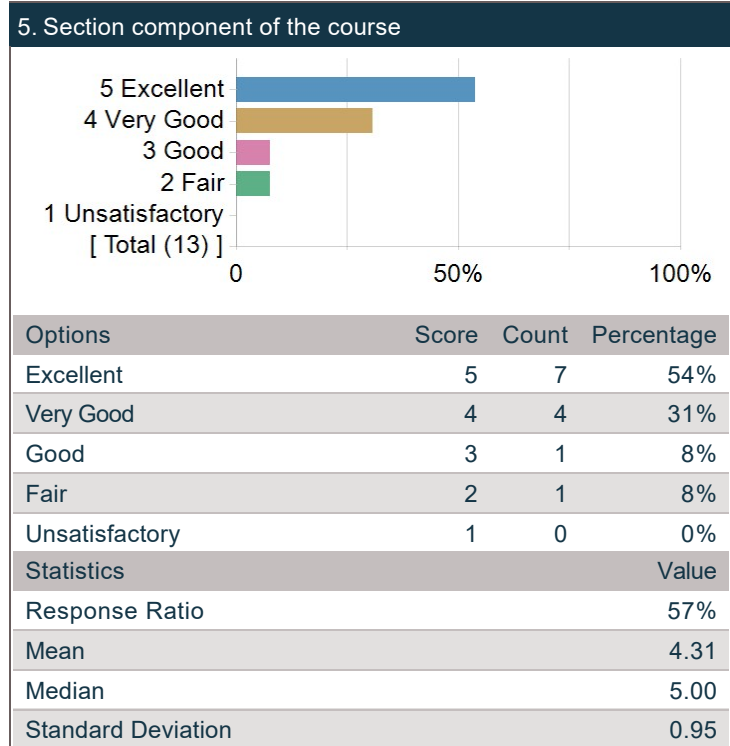 5. Section component of the course
5 Excellent
4 Very Good
3 Good
2 Fair
1 Unsatisfactory
[ Total (13) ]
0 50% 100%
Options Score Count Percentage
Excellent 5 7 54%
Very Good 4 4 31%
Good 3 1 8%
Fair 2 1 8%
Unsatisfactory 1 0 0%
Statistics Value
Response Ratio 57%
Mean 4.31
Median 5.00
Standard Deviation 0.95